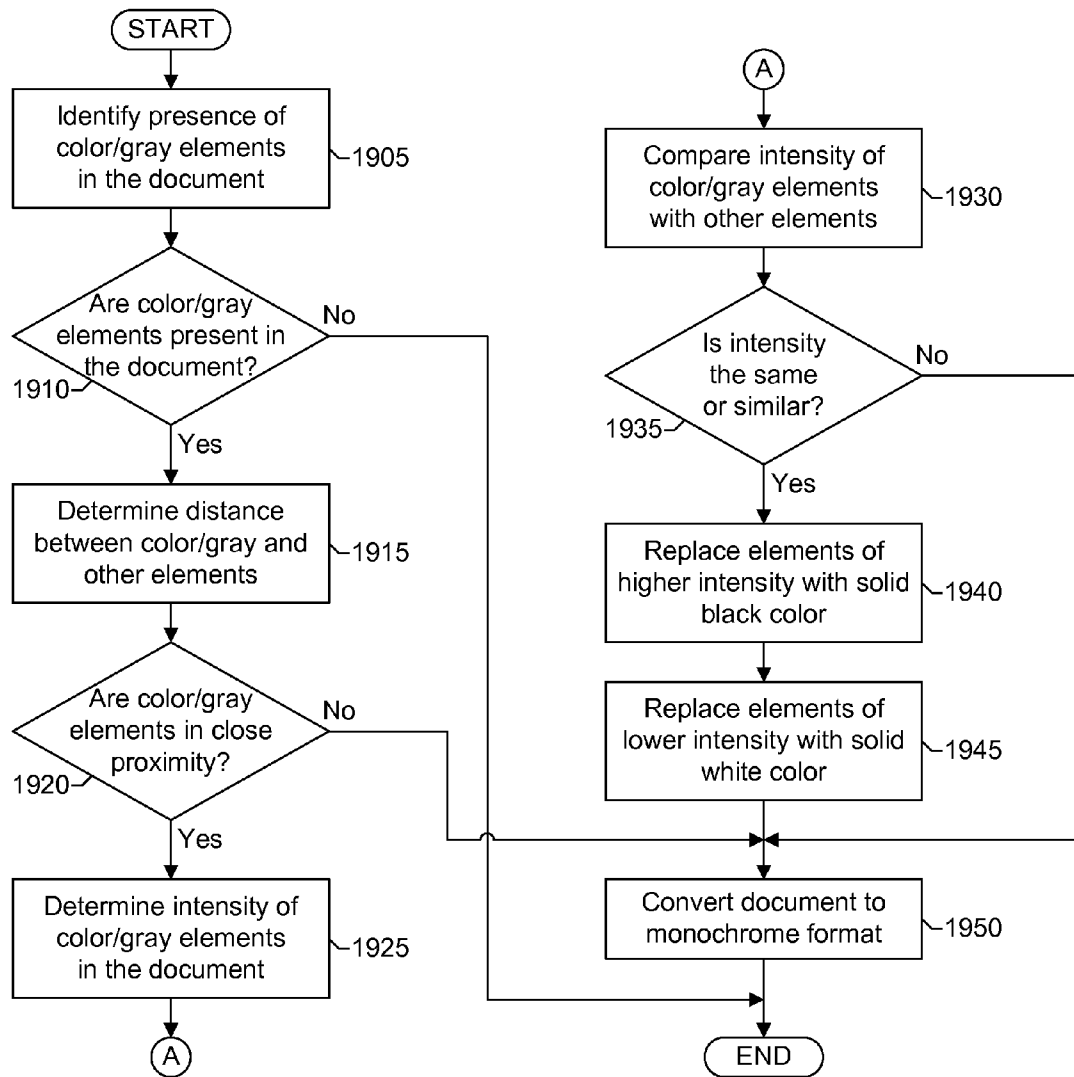 START
Identify presence of
color/gray elements
in the document
1905
Are color/gray
elements present in
the document?
1910
No
Yes
Determine distance
between color/gray and
other elements
1915
Are color/gray
elements in close
proximity?
1920
No
Yes
Determine intensity of
color/gray elements
in the document
1925
A
A
Compare intensity of
color/gray elements
with other elements
1930
Is intensity
the same
or similar?
1935
No
Yes
Replace elements of
higher intensity with solid
black color
1940
Replace elements of
lower intensity with solid
white color
1945
Convert document to
monochrome format
1950
END